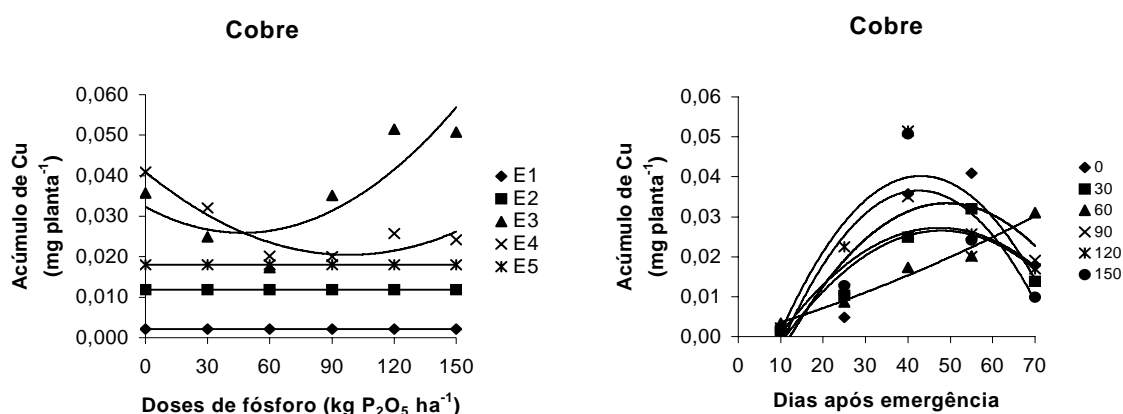 Cobre
0,060
0,050
0,040
0,030
0,020
0,010
0,000
0 30 60 90 120 150
Acúmulo de Cu
(mg planta⁻¹)
Doses de fósforo (kg P₂O₅ ha⁻¹)
E1
E2
E3
E4
E5
Cobre
0,06
0,05
0,04
0,03
0,02
0,01
0,00
0 10 20 30 40 50 60 70
Acúmulo de Cu
(mg planta⁻¹)
Dias após emergência
0
30
60
90
120
150